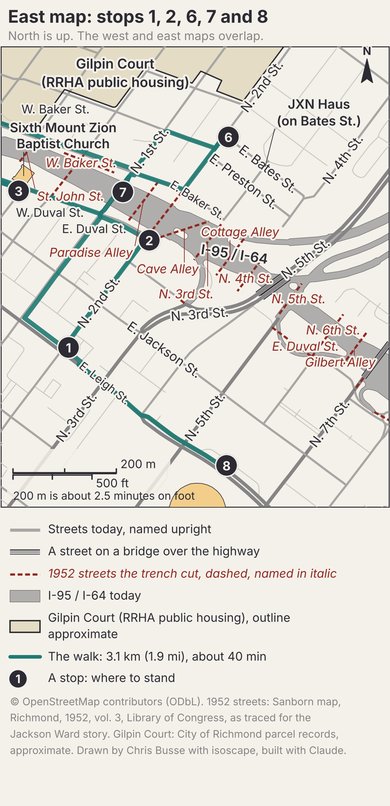 East map: stops 1, 2, 6, 7 and 8
North is up. The west and east maps overlap.
Gilpin Court
(RRHA public housing)
N. 2nd St.
N
W. Baker St.
JXN Haus
(on Bates St.)
Sixth Mount Zion
Baptist Church
N. 1st St.
6
E. Bates St.
N. 4th St.
W. Baker St.
E. Preston St.
3
St. John St.
7
E. Baker St.
W. Duval St.
E. Duval St.
2
Cottage Alley
Paradise Alley
I-95 / I-64
N. 5th St.
Cave Alley
N. 4th St.
N. 3rd St.
N. 5th St.
N. 2nd St.
N. 3rd St.
N. 6th St.
1
E. Jackson St.
E. Duval St.
Gilbert Alley
E. Leigh St.
N. 3rd St.
N. 5th St.
N. 7th St.
8
200 m
500 ft
200 m is about 2.5 minutes on foot
Streets today, named upright
A street on a bridge over the highway
1952 streets the trench cut, dashed, named in italic
I-95 / I-64 today
Gilpin Court (RRHA public housing), outline
approximate
The walk: 3.1 km (1.9 mi), about 40 min
1 A stop: where to stand
© OpenStreetMap contributors (ODbL). 1952 streets: Sanborn map,
Richmond, 1952, vol. 3, Library of Congress, as traced for the
Jackson Ward story. Gilpin Court: City of Richmond parcel records,
approximate. Drawn by Chris Busse with isoscape, built with Claude.